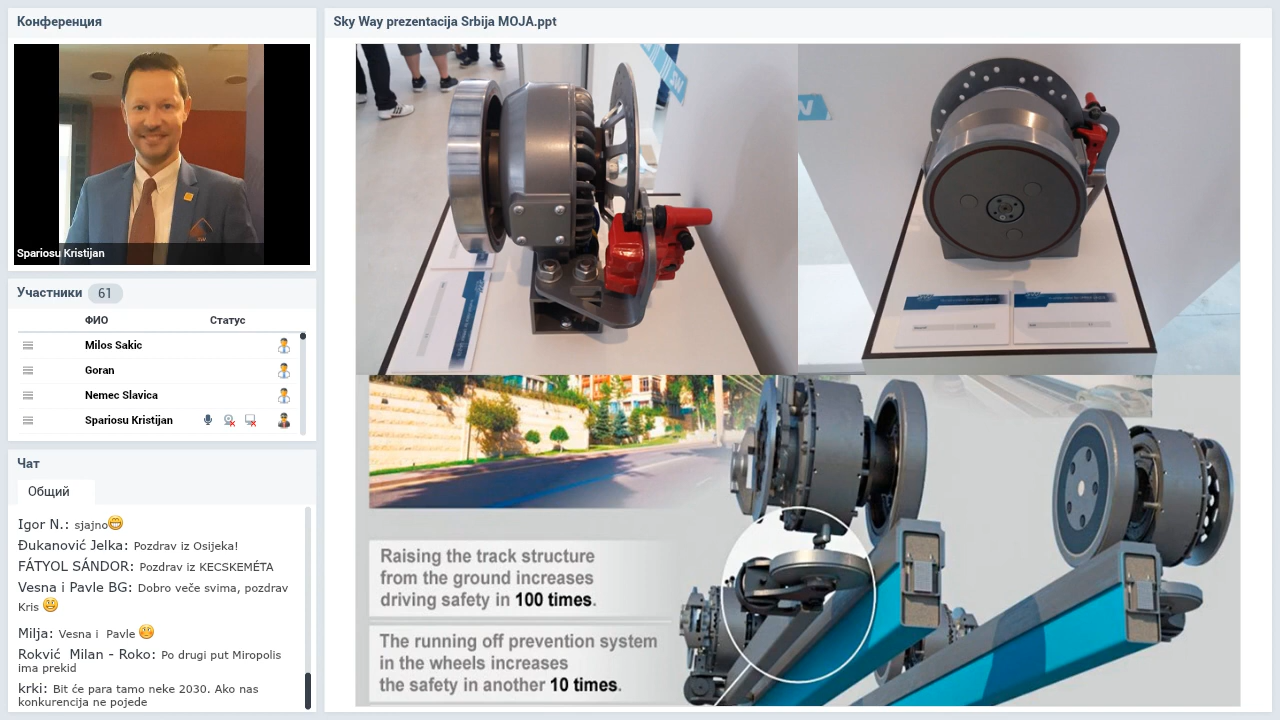 Конференция
Spariosu Kristijan
Участники 61
ФИО Статус
Milos Sakic
Goran
Nemec Slavica
Spariosu Kristijan
Чат
Общий
Igor N.: sjajno
Đukanović Jelka: Pozdrav iz Osijeka!
FÁTYOL SÁNDOR: Pozdrav iz KECSKEMÉTA
Vesna i Pavle BG: Dobro veče svima, pozdrav
Kris
Milja: Vesna i Pavle
Rokvić Milan - Roko: Po drugi put Miropolis
ima prekid
krki: Bit će para tamo neke 2030. Ako nas
konkurencija ne pojede
Sky Way prezentacija Srbija MOJA.ppt
SW
Raising the track structure
from the ground increases
driving safety in 100 times.
The running off prevention system
in the wheels increases
the safety in another 10 times.